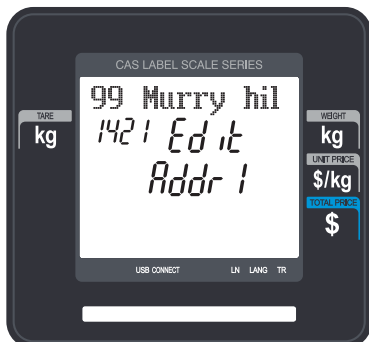 CAS LABEL SCALE SERIES
99 Murry hil
1421 Edit
Addr 1
TARE
kg
WEIGHT
kg
UNIT PRICE
$/kg
TOTAL PRICE
$
USB CONNECT LN LANG TR